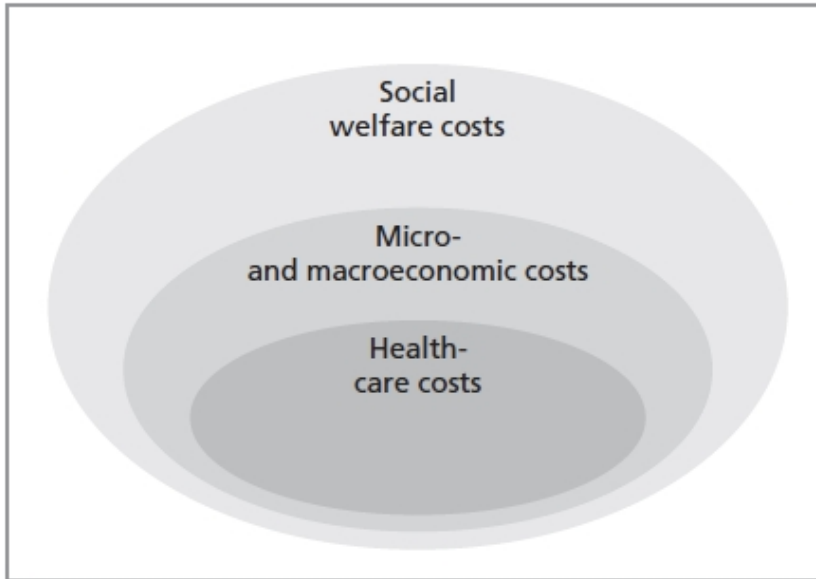 Social
welfare costs
Micro-
and macroeconomic costs
Health-
care costs